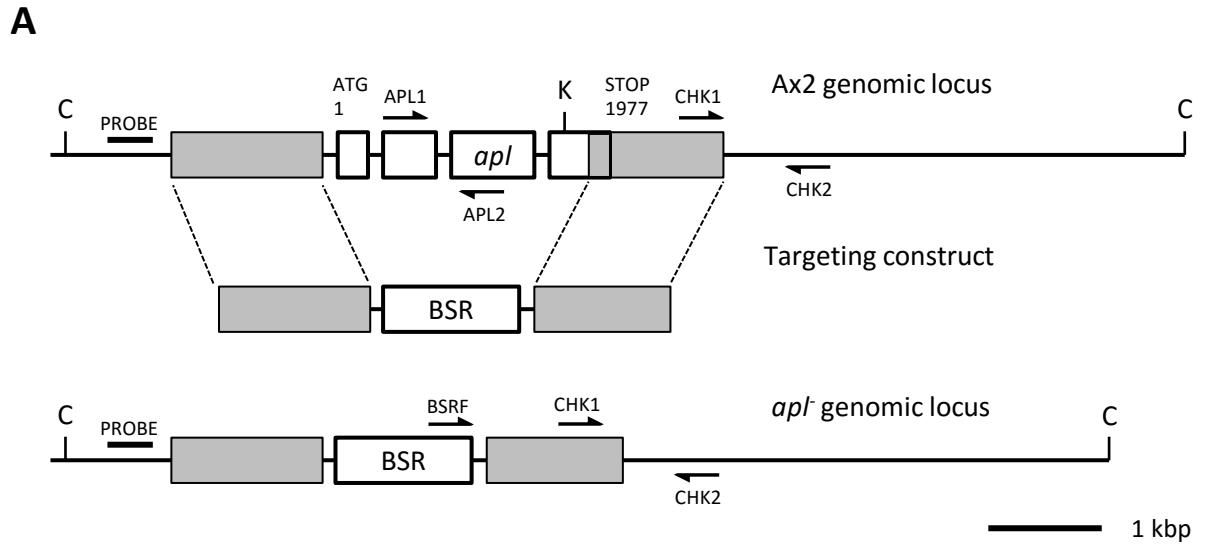 A
C
PROBE
ATG
1
APL1
K
STOP
1977
CHK1
Ax2 genomic locus
C
apl
APL2
CHK2
Targeting construct
BSR
C
PROBE
BSRF
CHK1
apl- genomic locus
C
BSR
CHK2
1 kbp